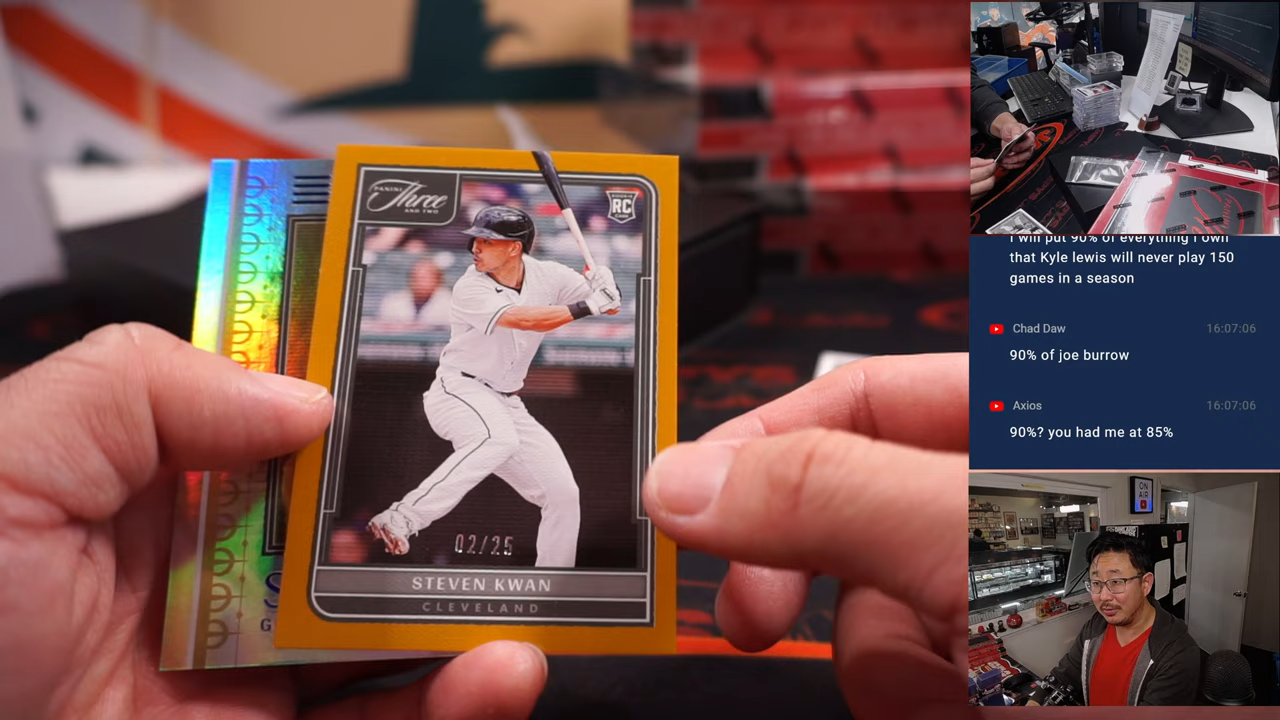 PANINI
Three
AND TWO
ROOKIE
RC
CARD
02/25
STEVEN KWAN
CLEVELAND
I will put 90% of everything I own
that Kyle lewis will never play 150
games in a season
Chad Daw 16:07:06
90% of joe burrow
Axios 16:07:06
90%? you had me at 85%
ON
AIR